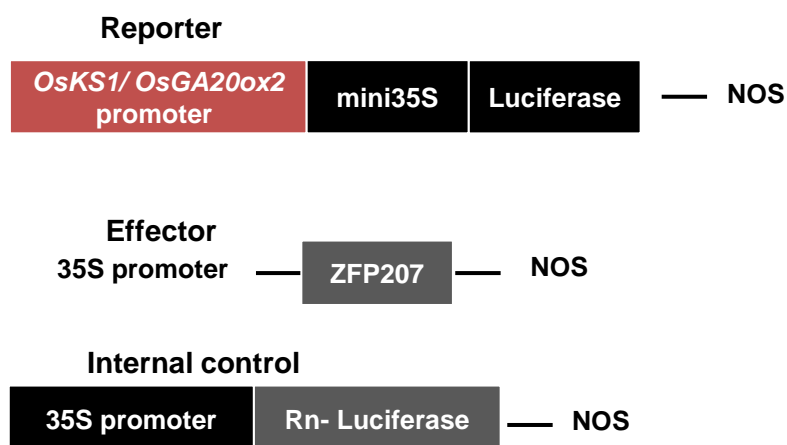 Reporter
OsKS1/ OsGA20ox2
promoter
mini35S
Luciferase
NOS
Effector
35S promoter
ZFP207
NOS
Internal control
35S promoter
Rn- Luciferase
NOS